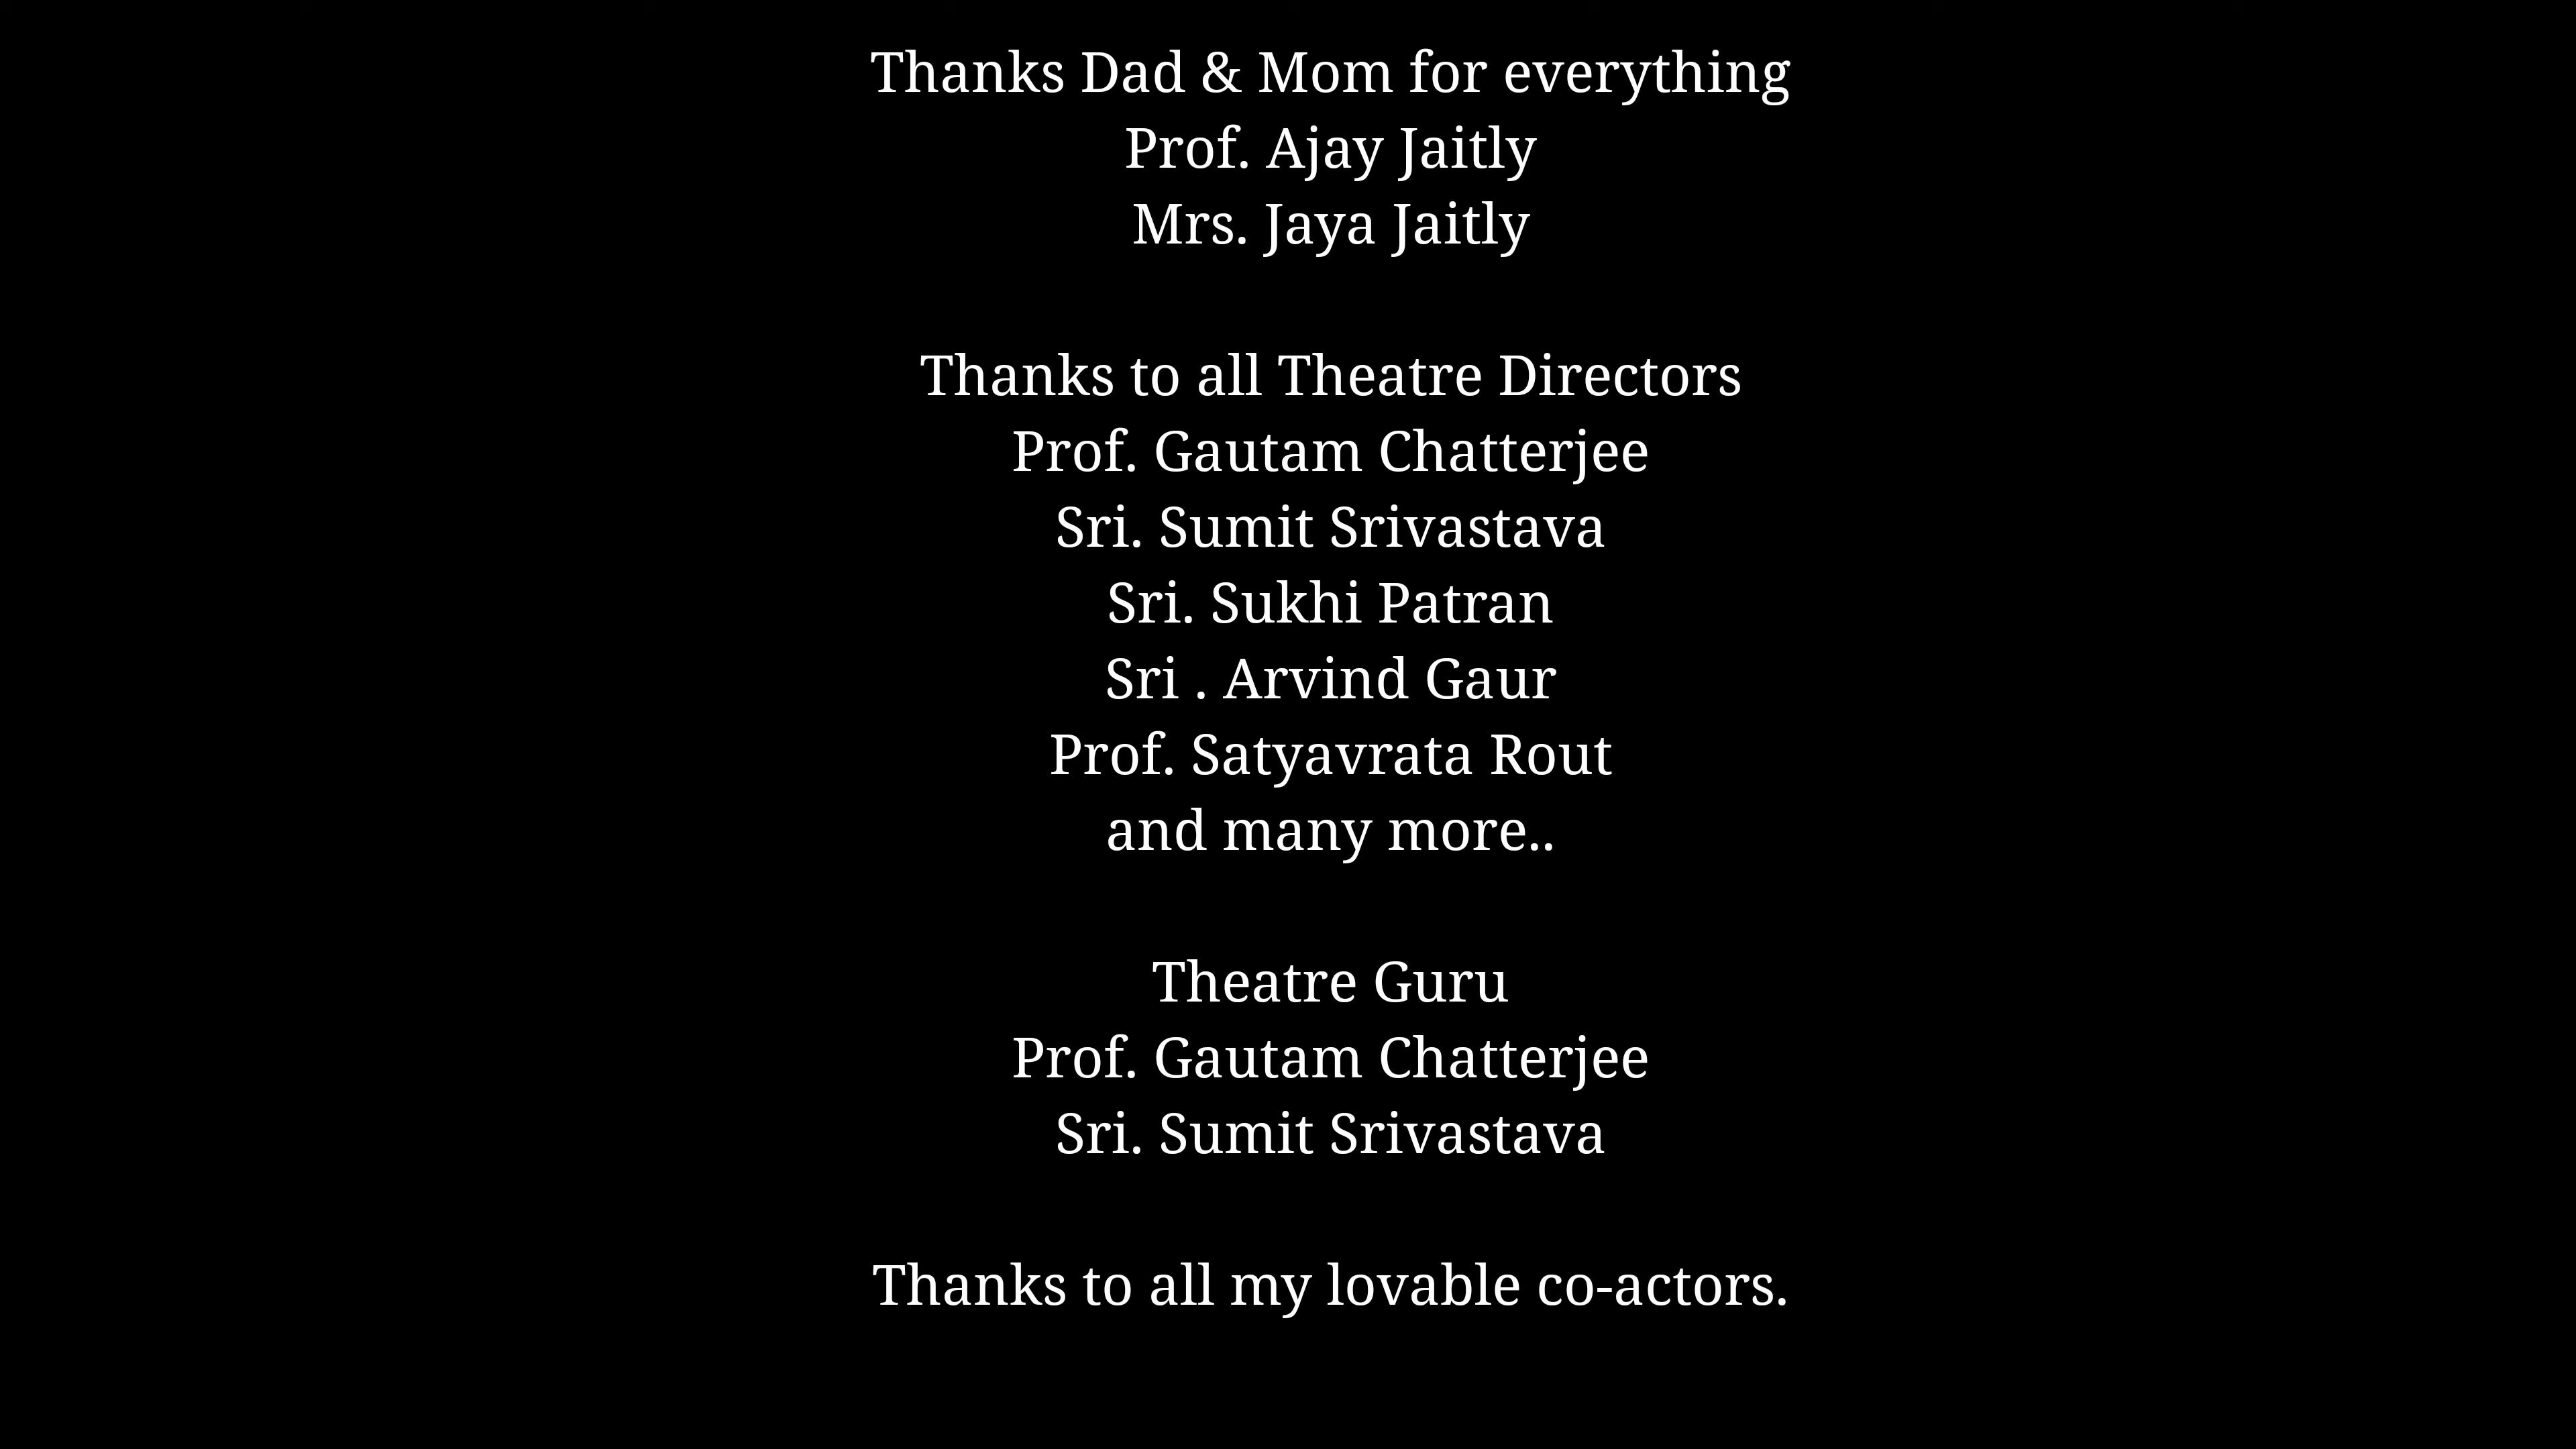 Thanks Dad & Mom for everything
Prof. Ajay Jaitly
Mrs. Jaya Jaitly
Thanks to all Theatre Directors
Prof. Gautam Chatterjee
Sri. Sumit Srivastava
Sri. Sukhi Patran
Sri . Arvind Gaur
Prof. Satyavrata Rout
and many more..
Theatre Guru
Prof. Gautam Chatterjee
Sri. Sumit Srivastava
Thanks to all my lovable co-actors.